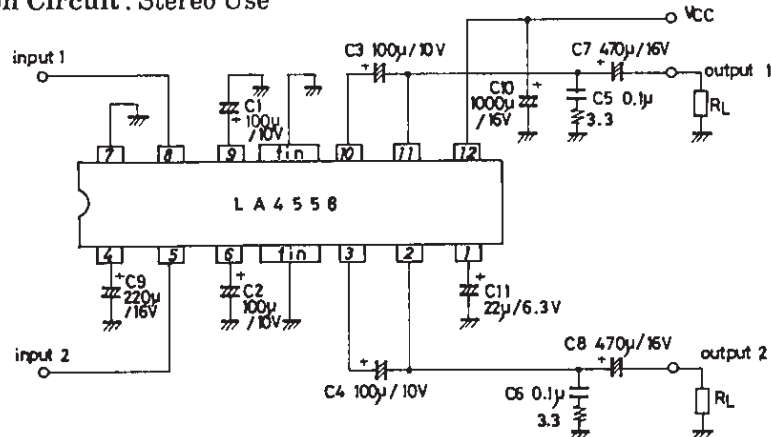 on Circuit : Stereo Use
VCC
input 1
C3 100μ/10V
C7 470μ/16V
output 1
C1
100μ
/10V
C10
1000μ
/16V
C5 0.1μ
3.3
RL
7 8 9 fin 10 11 12
LA4558
4 5 6 fin 3 2 1
C9
220μ
/16V
C2
100μ
/10V
C11
22μ/6.3V
input 2
C4 100μ/10V
C8 470μ/16V
output 2
C6 0.1μ
3.3
RL